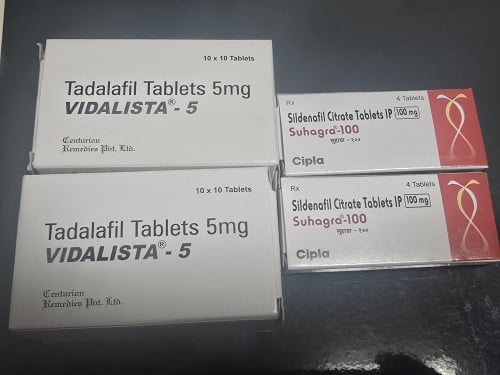 10 x 10 Tablets
Tadalafil Tablets 5mg
VIDALISTA® - 5
Centurion
Remedies Pvt. Ltd.
10 x 10 Tablets
Tadalafil Tablets 5mg
VIDALISTA® - 5
Centurion
Remedies Pvt. Ltd.
Rx 4 Tablets
Sildenafil Citrate Tablets IP 100 mg
Suhagra®-100
सुहाग्रा - १००
Cipla
Rx 4 Tablets
Sildenafil Citrate Tablets IP 100 mg
Suhagra®-100
सुहाग्रा - १००
Cipla